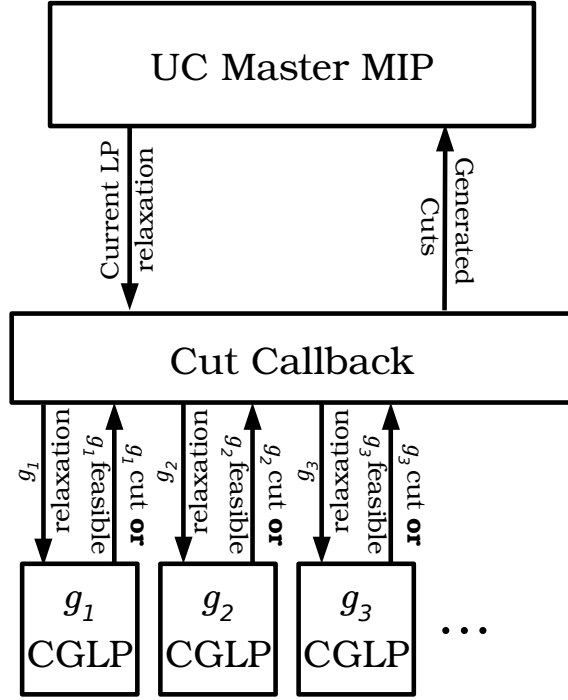 UC Master MIP
Current LP
relaxation
Generated
Cuts
Cut Callback
g1
relaxation
g1 cut or
g1 feasible
g2
relaxation
g2 cut or
g2 feasible
g3
relaxation
g3 cut or
g3 feasible
g1
CGLP
g2
CGLP
g3
CGLP
...